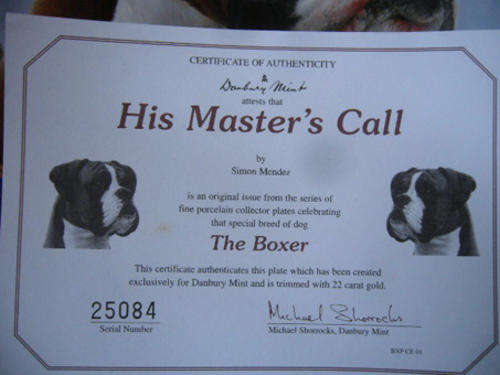 CERTIFICATE OF AUTHENTICITY
Danbury Mint
attests that
His Master's Call
by
Simon Mendez
is an original issue from the series of
fine porcelain collector plates celebrating
that special breed of dog
The Boxer
This certificate authenticates this plate which has been created
exclusively for Danbury Mint and is trimmed with 22 carat gold.
25084
Serial Number
Michael Shorrocks
Michael Shorrocks, Danbury Mint
BXP CE 01